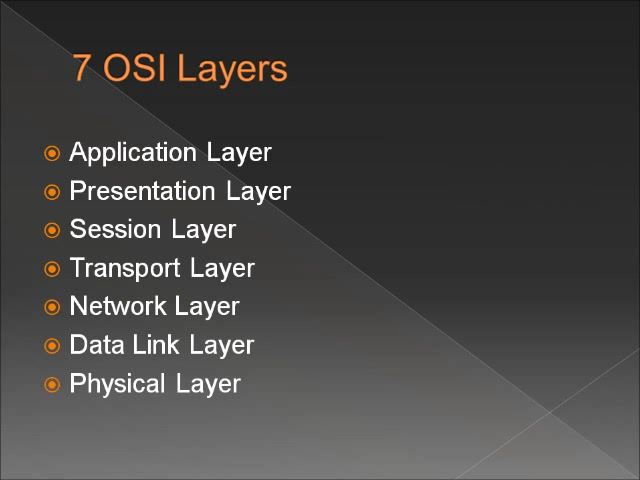 7 OSI Layers
Application Layer
Presentation Layer
Session Layer
Transport Layer
Network Layer
Data Link Layer
Physical Layer